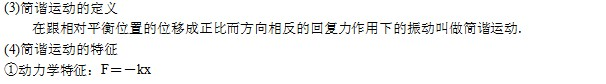 (3)简谐运动的定义
在跟相对平衡位置的位移成正比而方向相反的回复力作用下的振动叫做简谐运动.
(4)简谐运动的特征
①动力学特征：F＝－kx